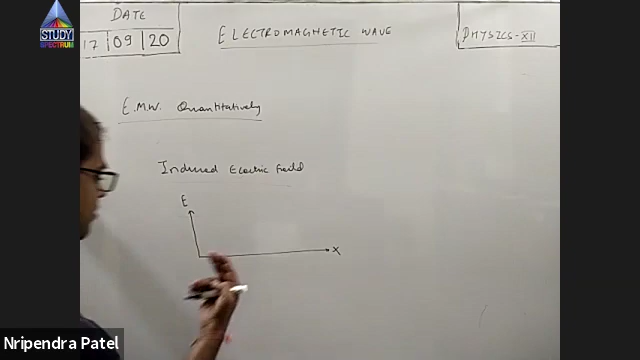 STUDY
SPECTRUM
DATE
17 | 09 | 20
ELECTROMAGNETIC WAVE
PHYSICS-XII
E.M.W. Quantitatively
Induced Electric Field
E
X
Nripendra Patel